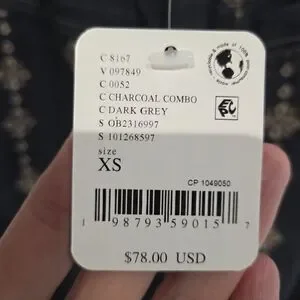 C 8167
V 097849
C 0052
C CHARCOAL COMBO
C DARK GREY
S OB2316997
S 101268597
size
XS
CP 1049050
1 98793 59015 7
$78.00 USD